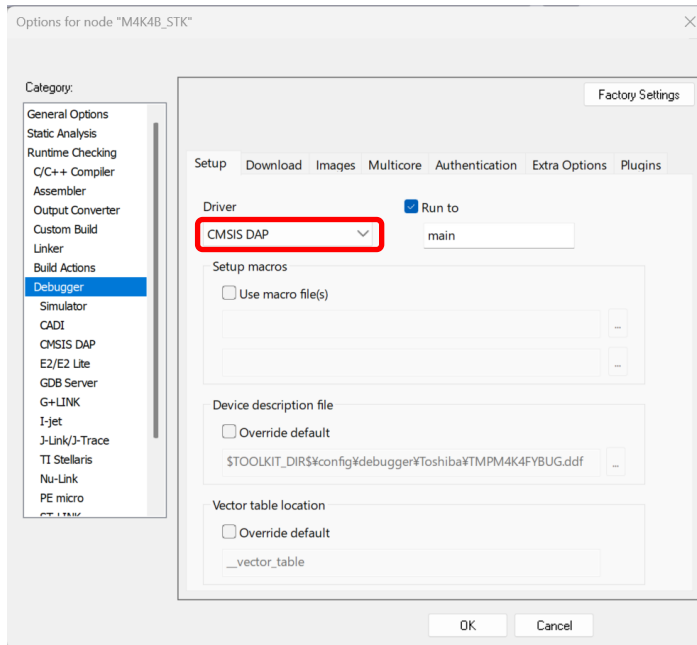 Options for node "M4K4B_STK"
Category:
Factory Settings
General Options
Static Analysis
Runtime Checking
C/C++ Compiler
Assembler
Output Converter
Custom Build
Linker
Build Actions
Debugger
Simulator
CADI
CMSIS DAP
E2/E2 Lite
GDB Server
G+LINK
I-jet
J-Link/J-Trace
TI Stellaris
Nu-Link
PE micro
ST-LINK
Setup Download Images Multicore Authentication Extra Options Plugins
Driver
Run to
CMSIS DAP
main
Setup macros
Use macro file(s)
...
...
Device description file
Override default
$TOOLKIT_DIR$¥config¥debugger¥Toshiba¥TMPM4K4FYBUG.ddf
...
Vector table location
Override default
__vector_table
OK Cancel